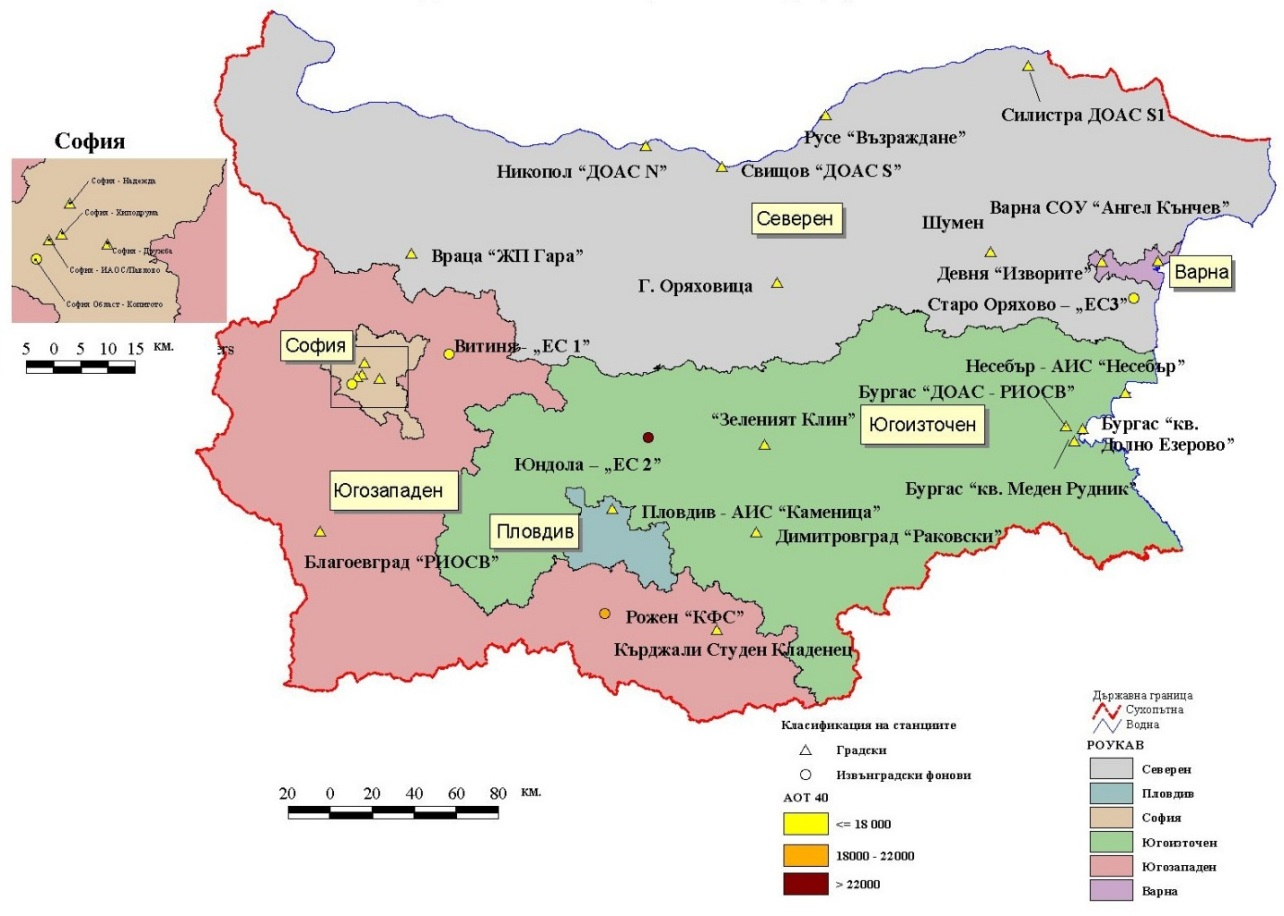 София
София - Надежда
София - Хиподрума
София - Дружба
София - ИАОС/Павлово
София Област - Копитото
5 0 5 10 15 км.
Силистра ДОАС S1
Русе “Възраждане”
Никопол “ДОАС N”
Свищов “ДОАС S”
Северен
Варна СОУ “Ангел Кънчев”
Шумен
Враца “ЖП Гара”
Девня “Изворите”
Варна
Г. Оряховица
Старо Оряхово – „ЕС3”
София
Витиня – „ЕС 1”
Несебър - АИС “Несебър”
Бургас “ДОАС - РИОСВ”
“Зеленият Клин”
Югоизточен
Бургас “кв.
Долно Езерово”
Юндола – „ЕС 2”
Югозападен
Бургас “кв. Меден Рудник”
Пловдив - АИС “Каменица”
Пловдив
Димитровград “Раковски”
Благоевград “РИОСВ”
Рожен “КФС”
Кърджали Студен Кладенец
20 0 20 40 60 80 км.
Класификация на станциите
Градски
Извънградски фонови
АОТ 40
<= 18 000
18000 - 22000
> 22000
Държавна граница
Сухопътна
Водна
РОУКАВ
Северен
Пловдив
София
Югоизточен
Югозападен
Варна